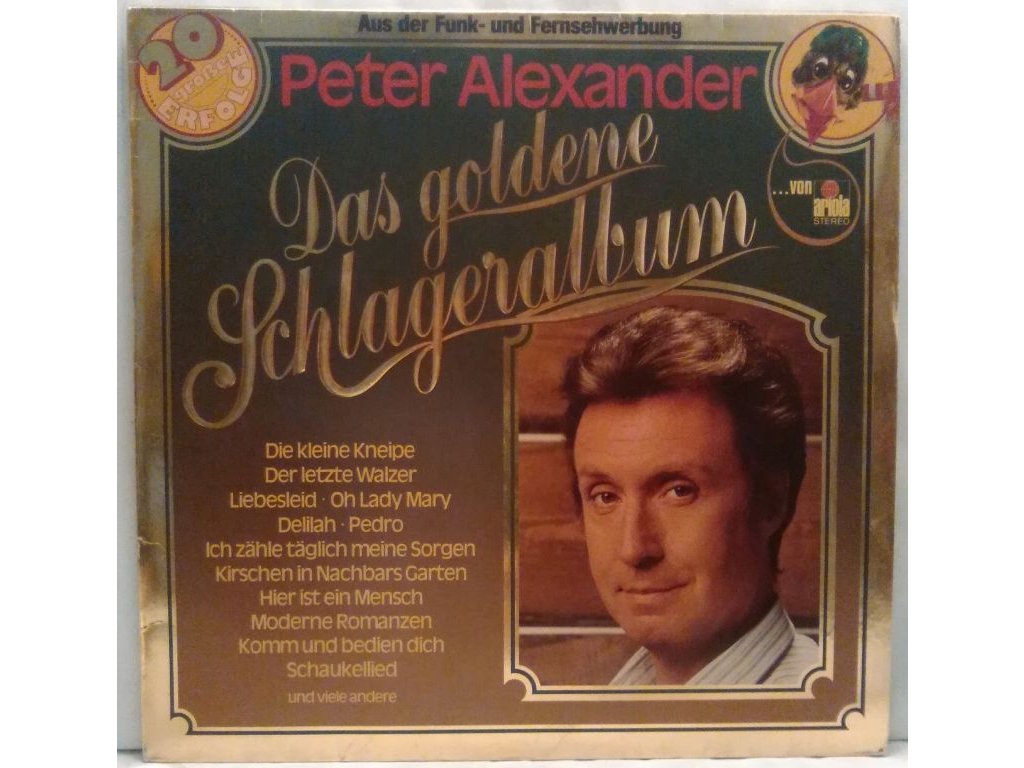 Aus der Funk- und Fernsehwerbung
20
ERFOLGE
Peter Alexander
Das goldene
Schlageralbum
...von
ariola
STEREO
Die kleine Kneipe
Der letzte Walzer
Liebesleid · Oh Lady Mary
Delilah · Pedro
Ich zähle täglich meine Sorgen
Kirschen in Nachbars Garten
Hier ist ein Mensch
Moderne Romanzen
Komm und bedien dich
Schaukellied
und viele andere